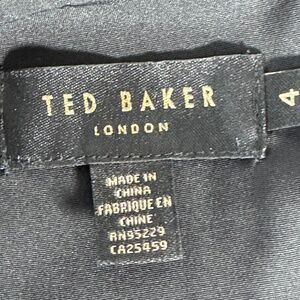 TED BAKER
LONDON
4
MADE IN
CHINA
FABRIQUE EN
CHINE
RN95229
CA25459